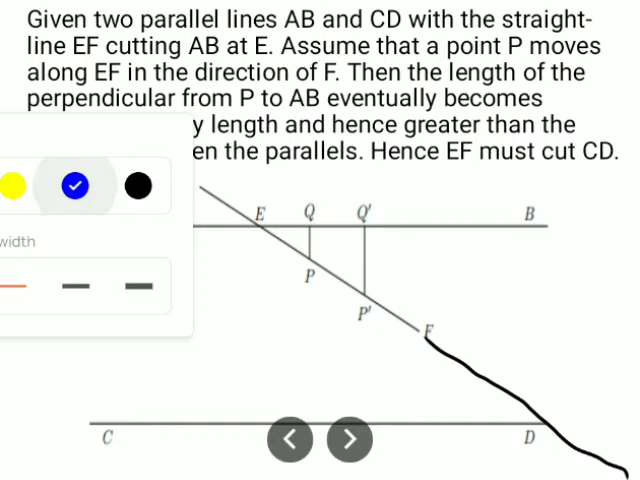 Given two parallel lines AB and CD with the straight-
line EF cutting AB at E. Assume that a point P moves
along EF in the direction of F. Then the length of the
perpendicular from P to AB eventually becomes
y length and hence greater than the
en the parallels. Hence EF must cut CD.
width
E Q Q' B
P
P'
F
C D